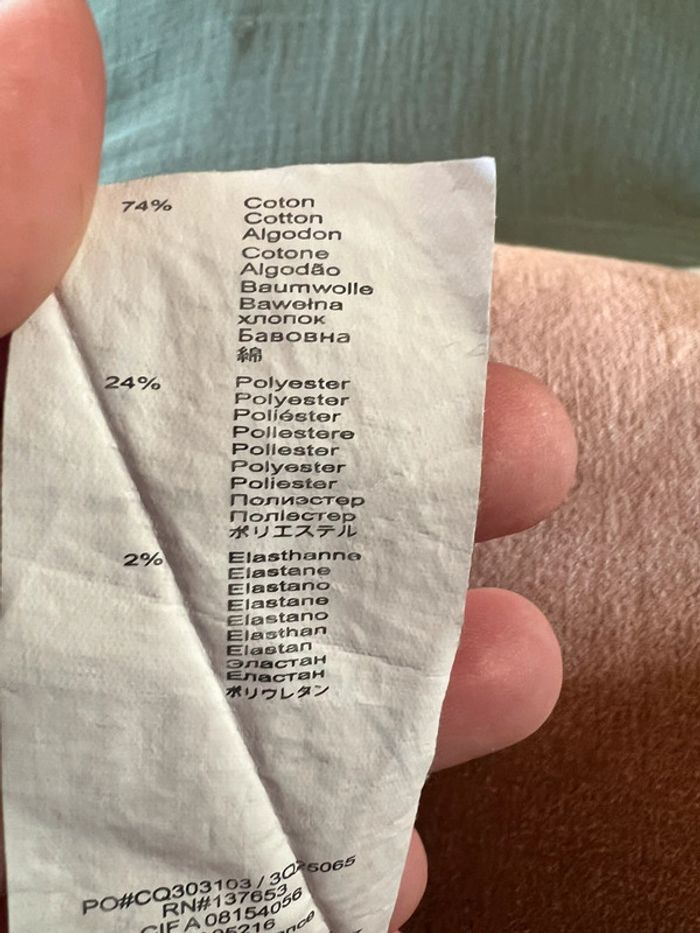 74% Coton
Cotton
Algodon
Cotone
Algodão
Baumwolle
Bawełna
хлопок
Бавовна
綿
24% Polyester
Polyester
Poliéster
Poliestere
Poliester
Polyester
Poliester
Полиэстер
Поліестер
ポリエステル
2% Elasthanne
Elastane
Elastano
Elastane
Elastano
Elasthan
Elastan
Эластан
Еластан
ポリウレタン
PO#CQ303103 /
RN#137653
CIF A 08154056